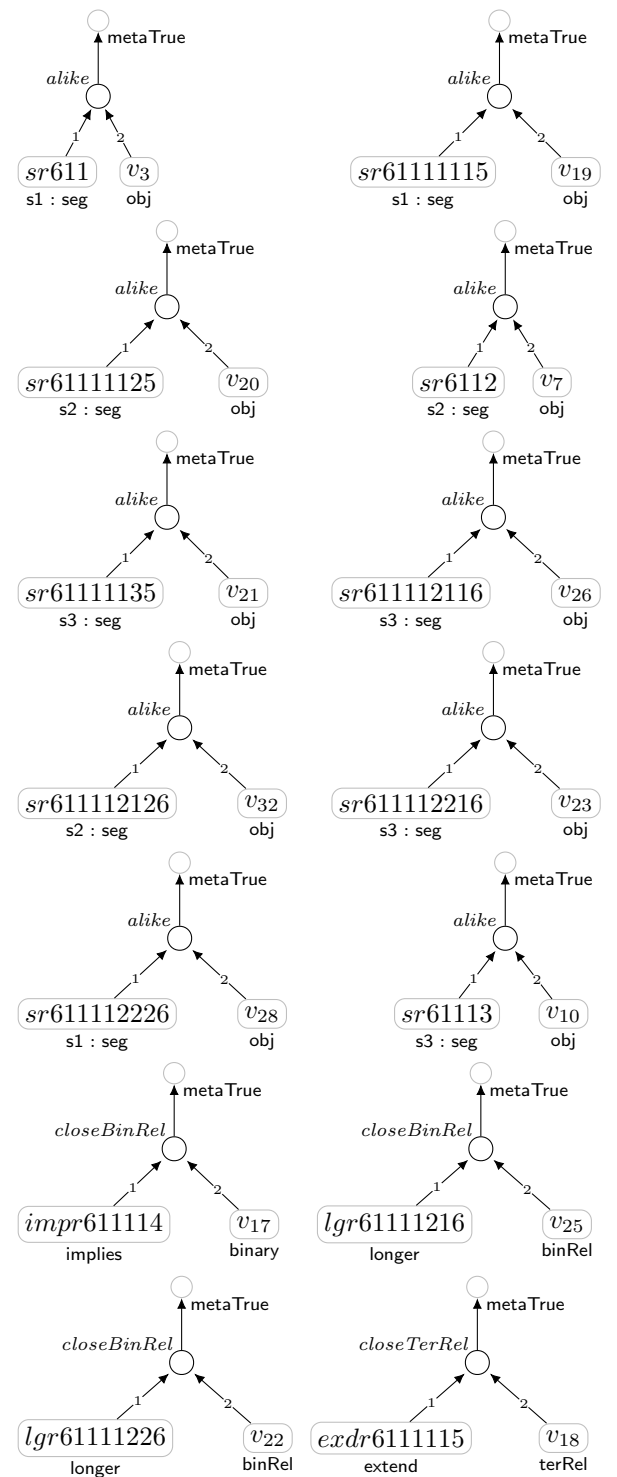 metaTrue metaTrue
alike alike
1 2 1 2
sr611 v3 sr61111115 v19
s1 : seg obj s1 : seg obj
metaTrue metaTrue
alike alike
1 2 1 2
sr61111125 v20 sr6112 v7
s2 : seg obj s2 : seg obj
metaTrue metaTrue
alike alike
1 2 1 2
sr61111135 v21 sr611112116 v26
s3 : seg obj s3 : seg obj
metaTrue metaTrue
alike alike
1 2 1 2
sr611112126 v32 sr611112216 v23
s2 : seg obj s3 : seg obj
metaTrue metaTrue
alike alike
1 2 1 2
sr611112226 v28 sr61113 v10
s1 : seg obj s3 : seg obj
metaTrue metaTrue
closeBinRel closeBinRel
1 2 1 2
impr611114 v17 lgr61111216 v25
implies binary longer binRel
metaTrue metaTrue
closeBinRel closeTerRel
1 2 1 2
lgr61111226 v22 exdr6111115 v18
longer binRel extend terRel